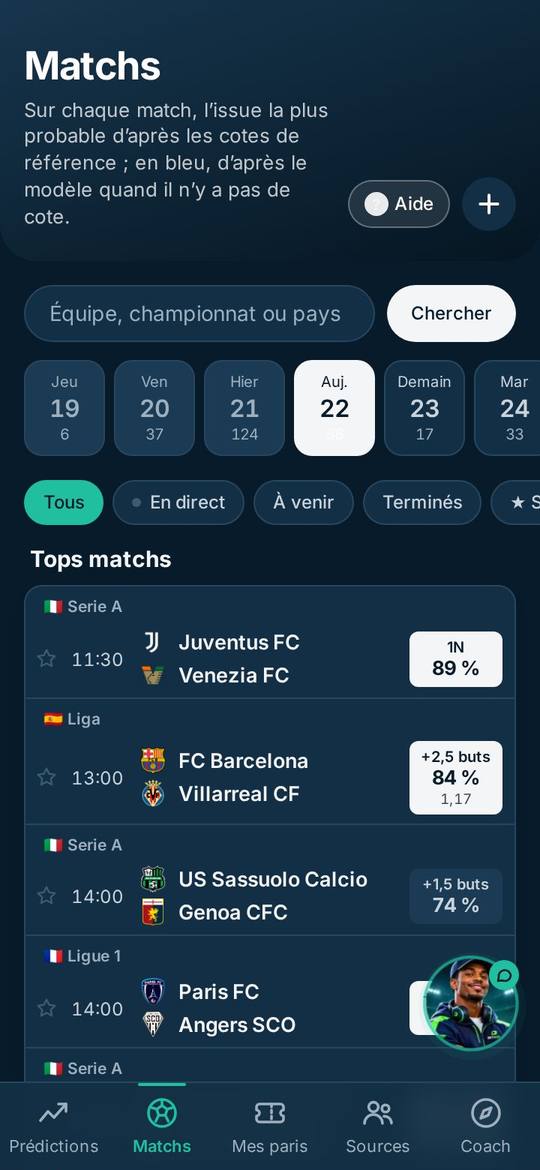 Matchs
Sur chaque match, l’issue la plus
probable d’après les cotes de
référence ; en bleu, d’après le
modèle quand il n’y a pas de
cote.
Aide
Équipe, championnat ou pays
Chercher
Jeu
19
6
Ven
20
37
Hier
21
124
Auj.
22
Demain
23
17
Mar
24
33
Tous
En direct
À venir
Terminés
★ S
Tops matchs
Serie A
11:30
Juventus FC
Venezia FC
1N
89 %
Liga
13:00
FC Barcelona
Villarreal CF
+2,5 buts
84 %
1,17
Serie A
14:00
US Sassuolo Calcio
Genoa CFC
+1,5 buts
74 %
Ligue 1
14:00
Paris FC
Angers SCO
Serie A
Prédictions
Matchs
Mes paris
Sources
Coach